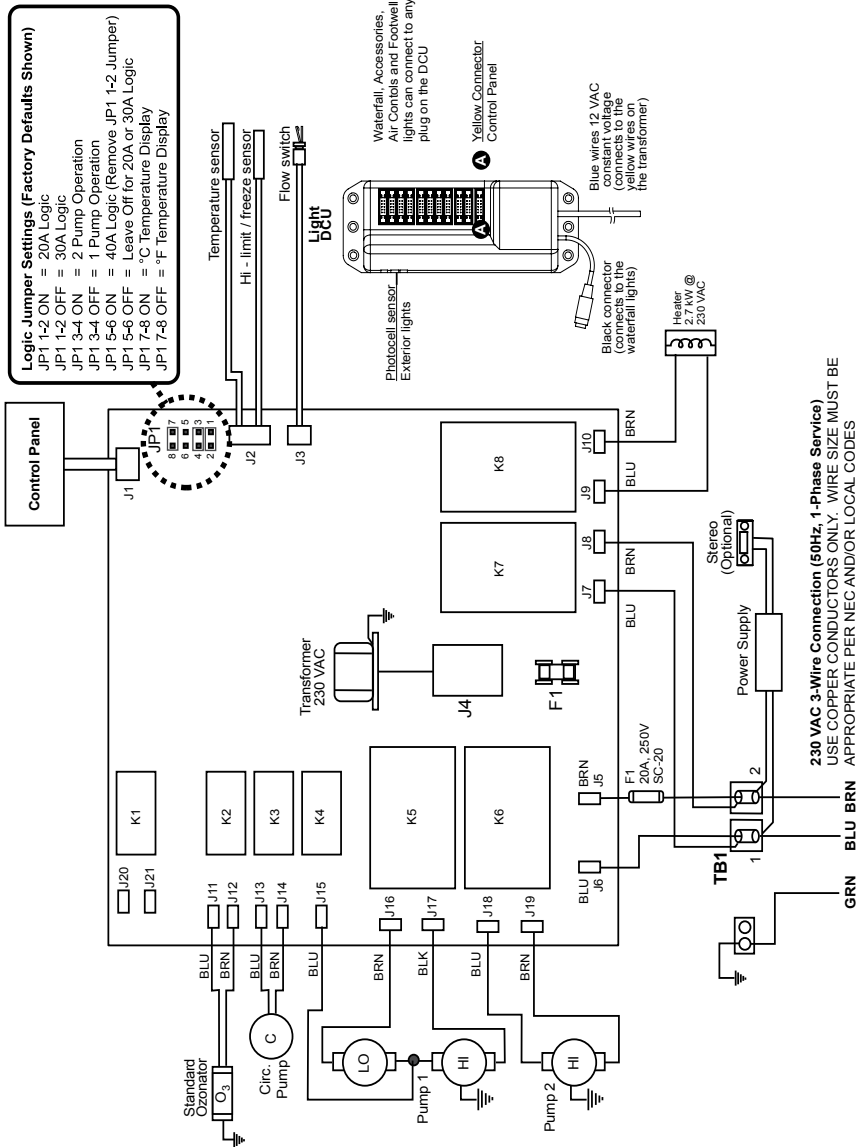 Control Panel
Logic Jumper Settings (Factory Defaults Shown)
JP1 1-2 ON = 20A Logic
JP1 1-2 OFF = 30A Logic
JP1 3-4 ON = 2 Pump Operation
JP1 3-4 OFF = 1 Pump Operation
JP1 5-6 ON = 40A Logic (Remove JP1 1-2 Jumper)
JP1 5-6 OFF = Leave Off for 20A or 30A Logic
JP1 7-8 ON = °C Temperature Display
JP1 7-8 OFF = °F Temperature Display
J1
JP1
8 7
6 5
4 3
2 1
J2
J3
Temperature sensor
Hi - limit / freeze sensor
Flow switch
Light
DCU
Photocell sensor
Exterior lights
Waterfall, Accessories,
Air Contols and Footwell
lights can connect to any
plug on the DCU
A
A
Yellow Connector
Control Panel
Black connector
(connects to the
waterfall lights)
Blue wires 12 VAC
constant voltage
(connects to the
yellow wires on
the transformer)
Transformer
230 VAC
J4
F1
K1
K2
K3
K4
K5
K6
K7
K8
J20
J21
J11
J12
J13
J14
J15
J16
J17
J18
J19
BLU
BRN
BLU
BRN
BLU
BRN
BLK
BLU
BRN
Standard
Ozonator
O3
Circ.
Pump
C
LO
Pump 1
HI
Pump 2
HI
BLU
J6
BRN
J5
F1
20A, 250V
SC-20
J7
BLU
J8
BRN
J9
BLU
J10
BRN
Heater
2.7 kW @
230 VAC
TB1
1
2
Power Supply
Stereo
(Optional)
GRN
BLU
BRN
230 VAC 3-Wire Connection (50Hz, 1-Phase Service)
USE COPPER CONDUCTORS ONLY. WIRE SIZE MUST BE
APPROPRIATE PER NEC AND/OR LOCAL CODES